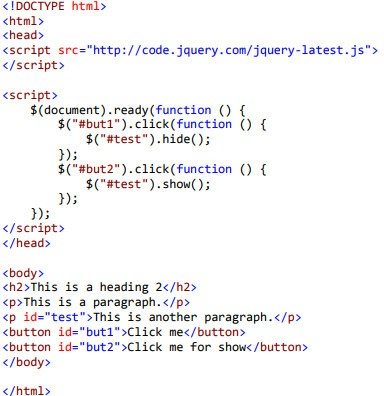 <!DOCTYPE html>
<html>
<head>
<script src="http://code.jquery.com/jquery-latest.js">
</script>

<script>
    $(document).ready(function () {
        $("#but1").click(function () {
            $("#test").hide();
        });
        $("#but2").click(function () {
            $("#test").show();
        });
    });
</script>
</head>

<body>
<h2>This is a heading 2</h2>
<p>This is a paragraph.</p>
<p id="test">This is another paragraph.</p>
<button id="but1">Click me</button>
<button id="but2">Click me for show</button>
</body>

</html>